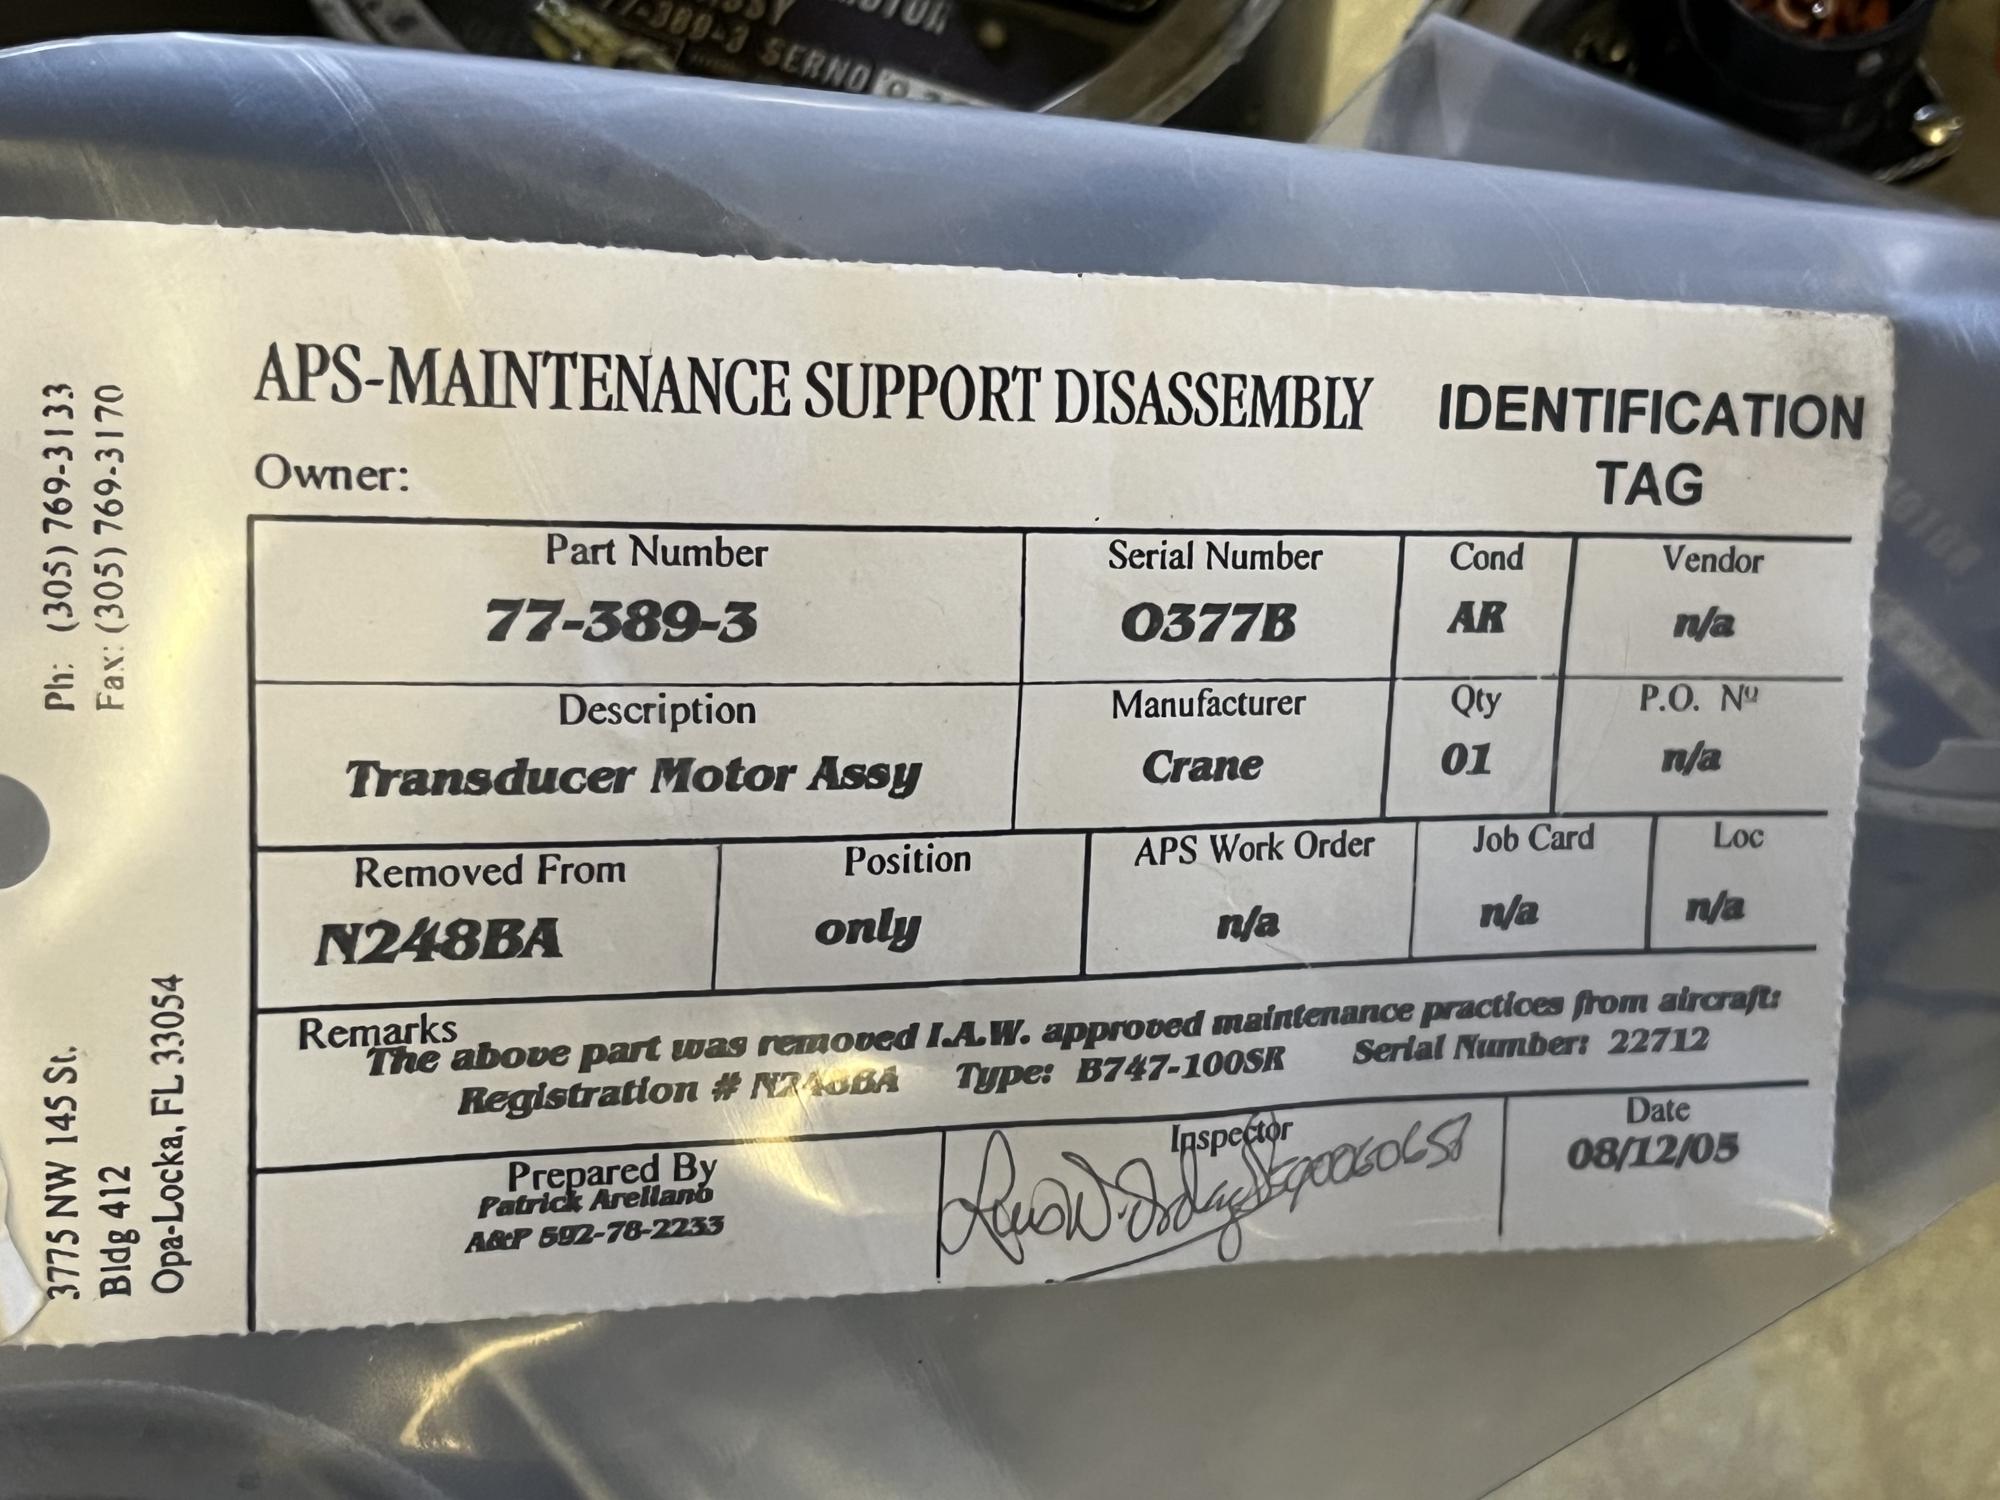 ASSY MOTOR
77-389-3 SERNO
APS-MAINTENANCE SUPPORT DISASSEMBLY IDENTIFICATION
TAG
Owner:
Part Number Serial Number Cond Vendor
77-389-3 0377B AR n/a
Description Manufacturer Qty P.O. Nº
Transducer Motor Assy Crane 01 n/a
Removed From Position APS Work Order Job Card Loc
N248BA only n/a n/a n/a
Remarks
The above part was removed I.A.W. approved maintenance practices from aircraft:
Registration # N248BA Type: B747-100SR Serial Number: 22712
Prepared By Inspector Date
Patrick Arellano 08/12/05
A&P 592-78-2233
Ph: (305) 769-3133
Fax: (305) 769-3170
3775 NW 145 St.
Bldg 412
Opa-Locka, FL 33054